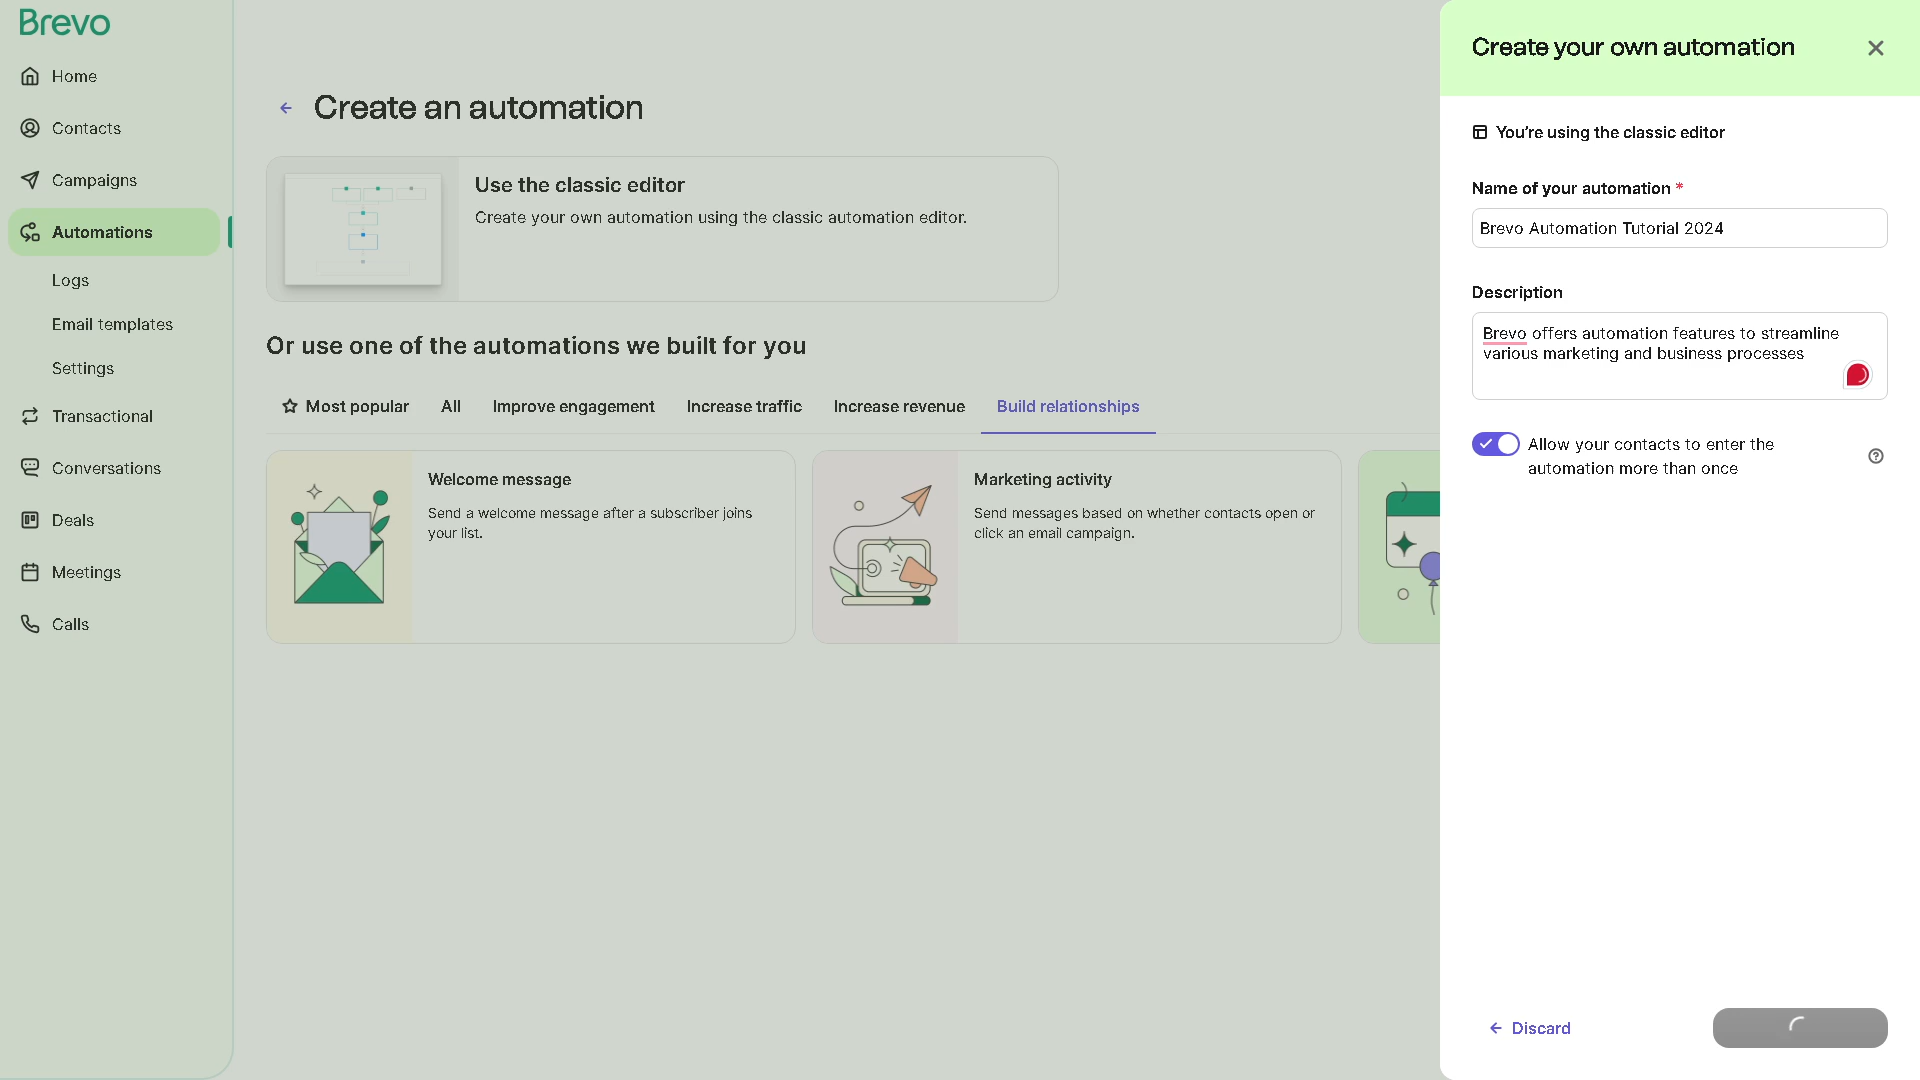 Brevo
Home
Contacts
Campaigns
Automations
Logs
Email templates
Settings
Transactional
Conversations
Deals
Meetings
Calls
Create an automation
Use the classic editor
Create your own automation using the classic automation editor.
Or use one of the automations we built for you
Most popular
All
Improve engagement
Increase traffic
Increase revenue
Build relationships
Welcome message
Send a welcome message after a subscriber joins
your list.
Marketing activity
Send messages based on whether contacts open or
click an email campaign.
Create your own automation
You’re using the classic editor
Name of your automation *
Brevo Automation Tutorial 2024
Description
Brevo offers automation features to streamline
various marketing and business processes
Allow your contacts to enter the
automation more than once
Discard